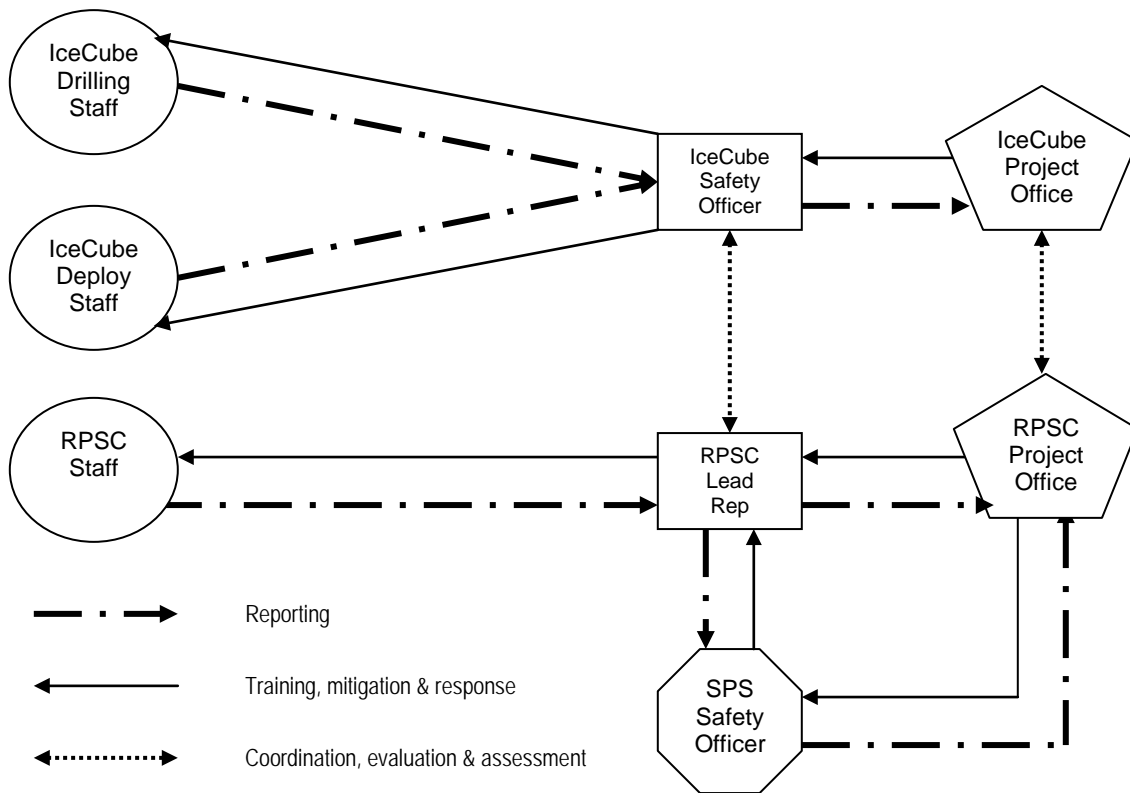 IceCube
Drilling
Staff
IceCube
Safety
Officer
IceCube
Project
Office
IceCube
Deploy
Staff
RPSC
Staff
RPSC
Lead
Rep
RPSC
Project
Office
Reporting
Training, mitigation & response
Coordination, evaluation & assessment
SPS
Safety
Officer